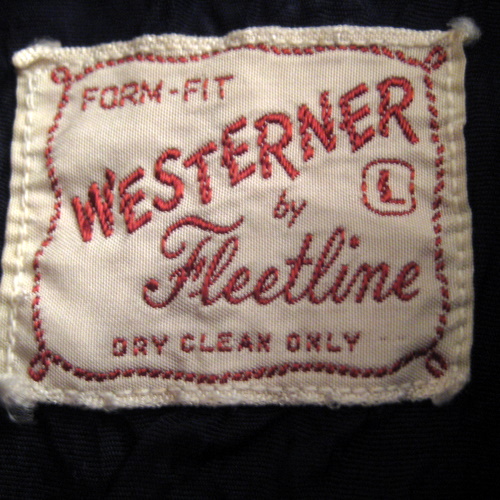 FORM-FIT
WESTERNER
L
by
Fleetline
DRY CLEAN ONLY